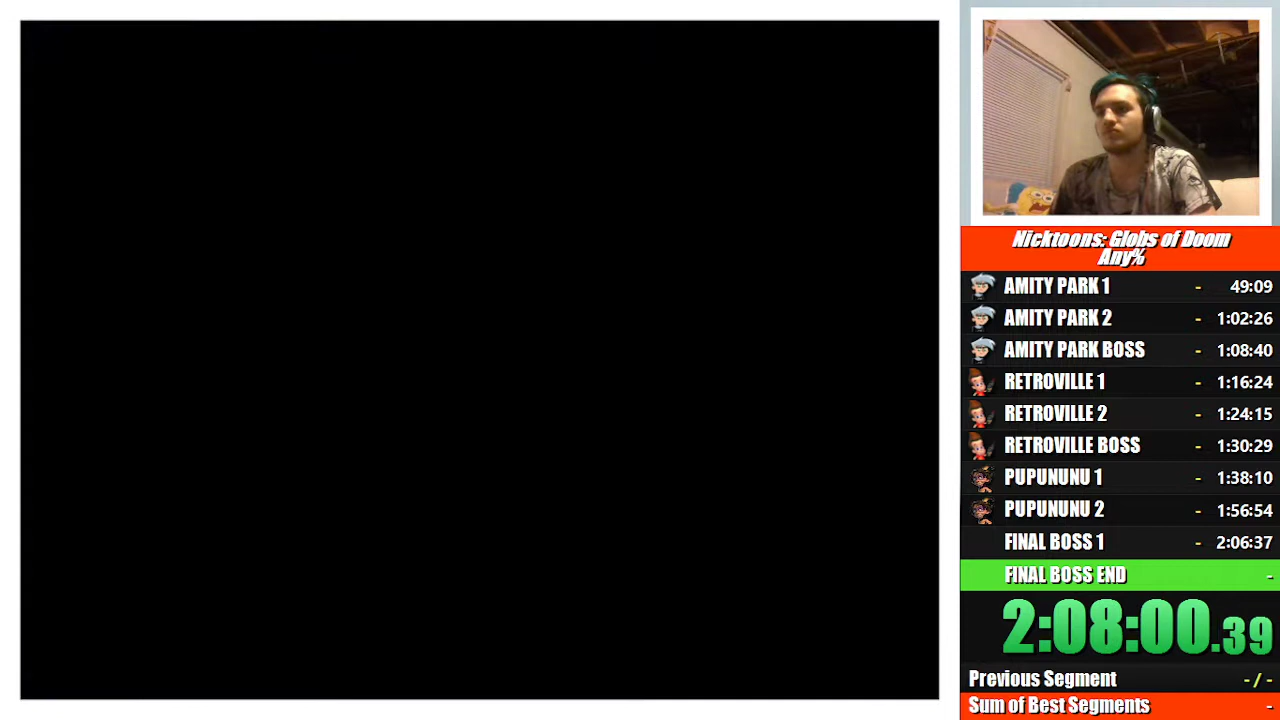 Nicktoons: Globs of Doom
Any%
AMITY PARK 1 - 49:09
AMITY PARK 2 - 1:02:26
AMITY PARK BOSS - 1:08:40
RETROVILLE 1 - 1:16:24
RETROVILLE 2 - 1:24:15
RETROVILLE BOSS - 1:30:29
PUPUNUNU 1 - 1:38:10
PUPUNUNU 2 - 1:56:54
FINAL BOSS 1 - 2:06:37
FINAL BOSS END -
2:08:00.39
Previous Segment - / -
Sum of Best Segments -